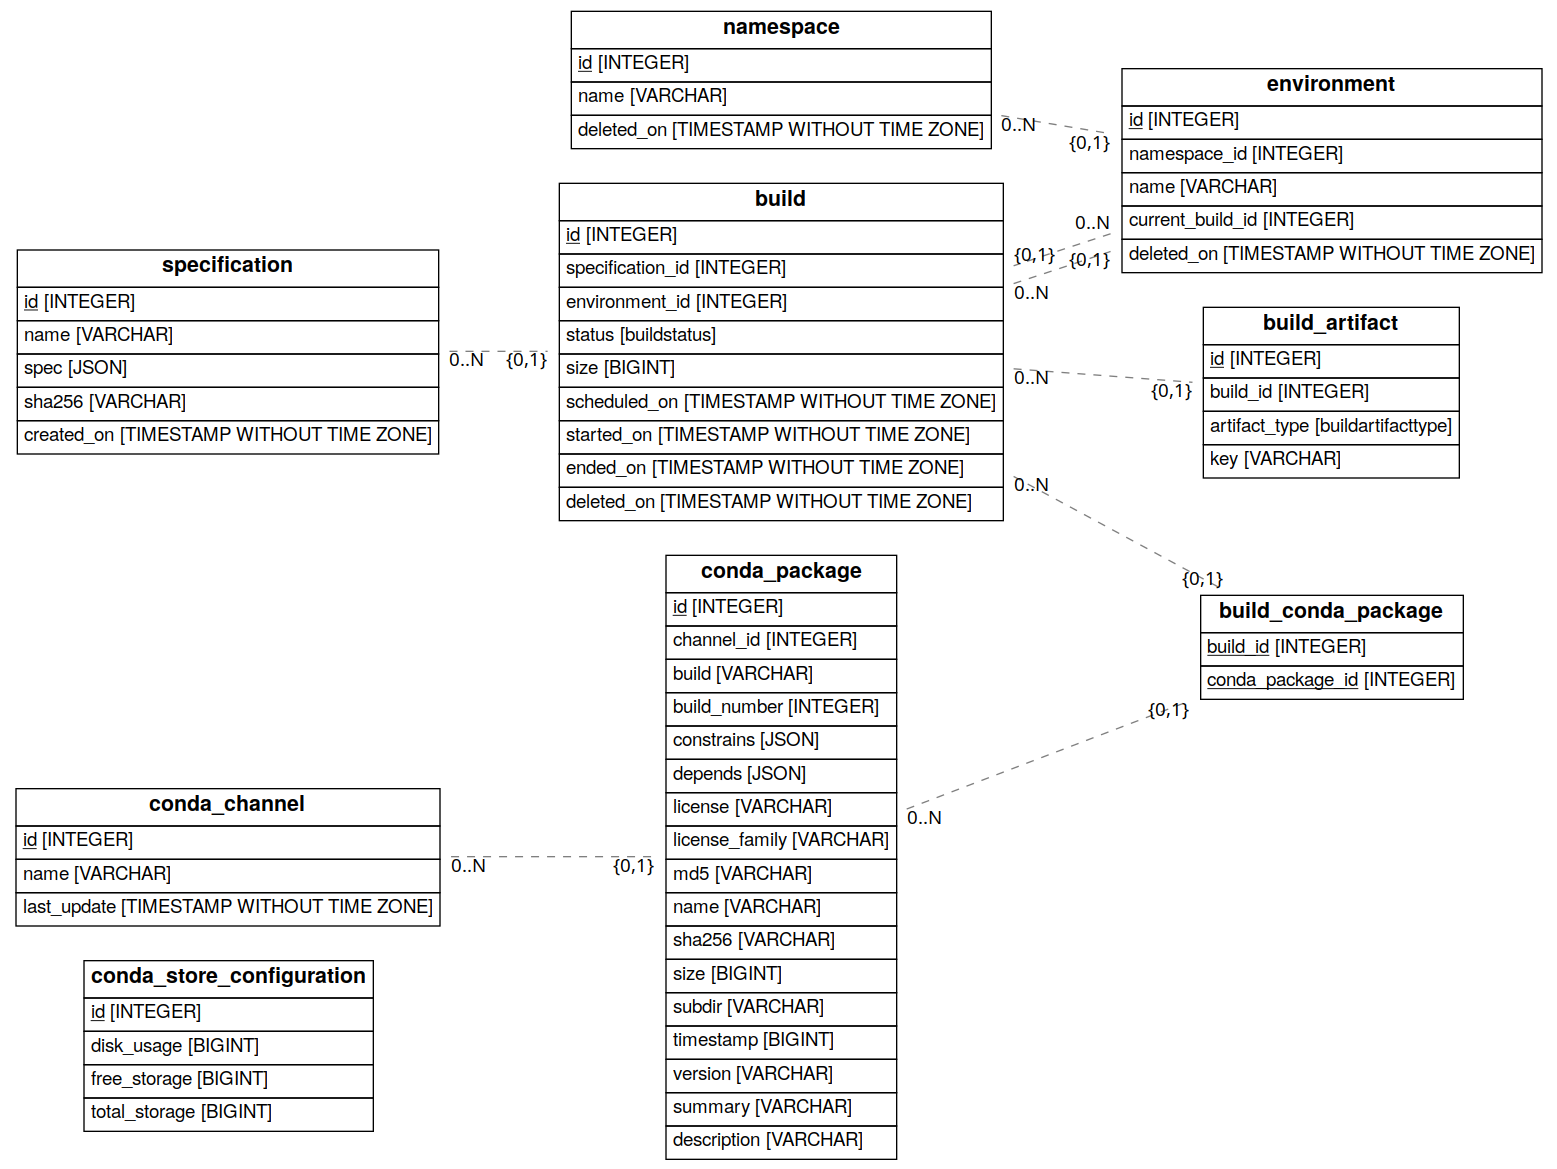 namespace
id [INTEGER]
name [VARCHAR]
deleted_on [TIMESTAMP WITHOUT TIME ZONE]
0..N
{0,1}
environment
id [INTEGER]
namespace_id [INTEGER]
name [VARCHAR]
current_build_id [INTEGER]
deleted_on [TIMESTAMP WITHOUT TIME ZONE]
build
id [INTEGER]
specification_id [INTEGER]
environment_id [INTEGER]
status [buildstatus]
size [BIGINT]
scheduled_on [TIMESTAMP WITHOUT TIME ZONE]
started_on [TIMESTAMP WITHOUT TIME ZONE]
ended_on [TIMESTAMP WITHOUT TIME ZONE]
deleted_on [TIMESTAMP WITHOUT TIME ZONE]
0..N
{0,1}
{0,1}
0..N
specification
id [INTEGER]
name [VARCHAR]
spec [JSON]
sha256 [VARCHAR]
created_on [TIMESTAMP WITHOUT TIME ZONE]
0..N
{0,1}
build_artifact
id [INTEGER]
build_id [INTEGER]
artifact_type [buildartifacttype]
key [VARCHAR]
0..N
{0,1}
0..N
{0,1}
build_conda_package
build_id [INTEGER]
conda_package_id [INTEGER]
{0,1}
0..N
conda_package
id [INTEGER]
channel_id [INTEGER]
build [VARCHAR]
build_number [INTEGER]
constrains [JSON]
depends [JSON]
license [VARCHAR]
license_family [VARCHAR]
md5 [VARCHAR]
name [VARCHAR]
sha256 [VARCHAR]
size [BIGINT]
subdir [VARCHAR]
timestamp [BIGINT]
version [VARCHAR]
summary [VARCHAR]
description [VARCHAR]
conda_channel
id [INTEGER]
name [VARCHAR]
last_update [TIMESTAMP WITHOUT TIME ZONE]
0..N
{0,1}
conda_store_configuration
id [INTEGER]
disk_usage [BIGINT]
free_storage [BIGINT]
total_storage [BIGINT]